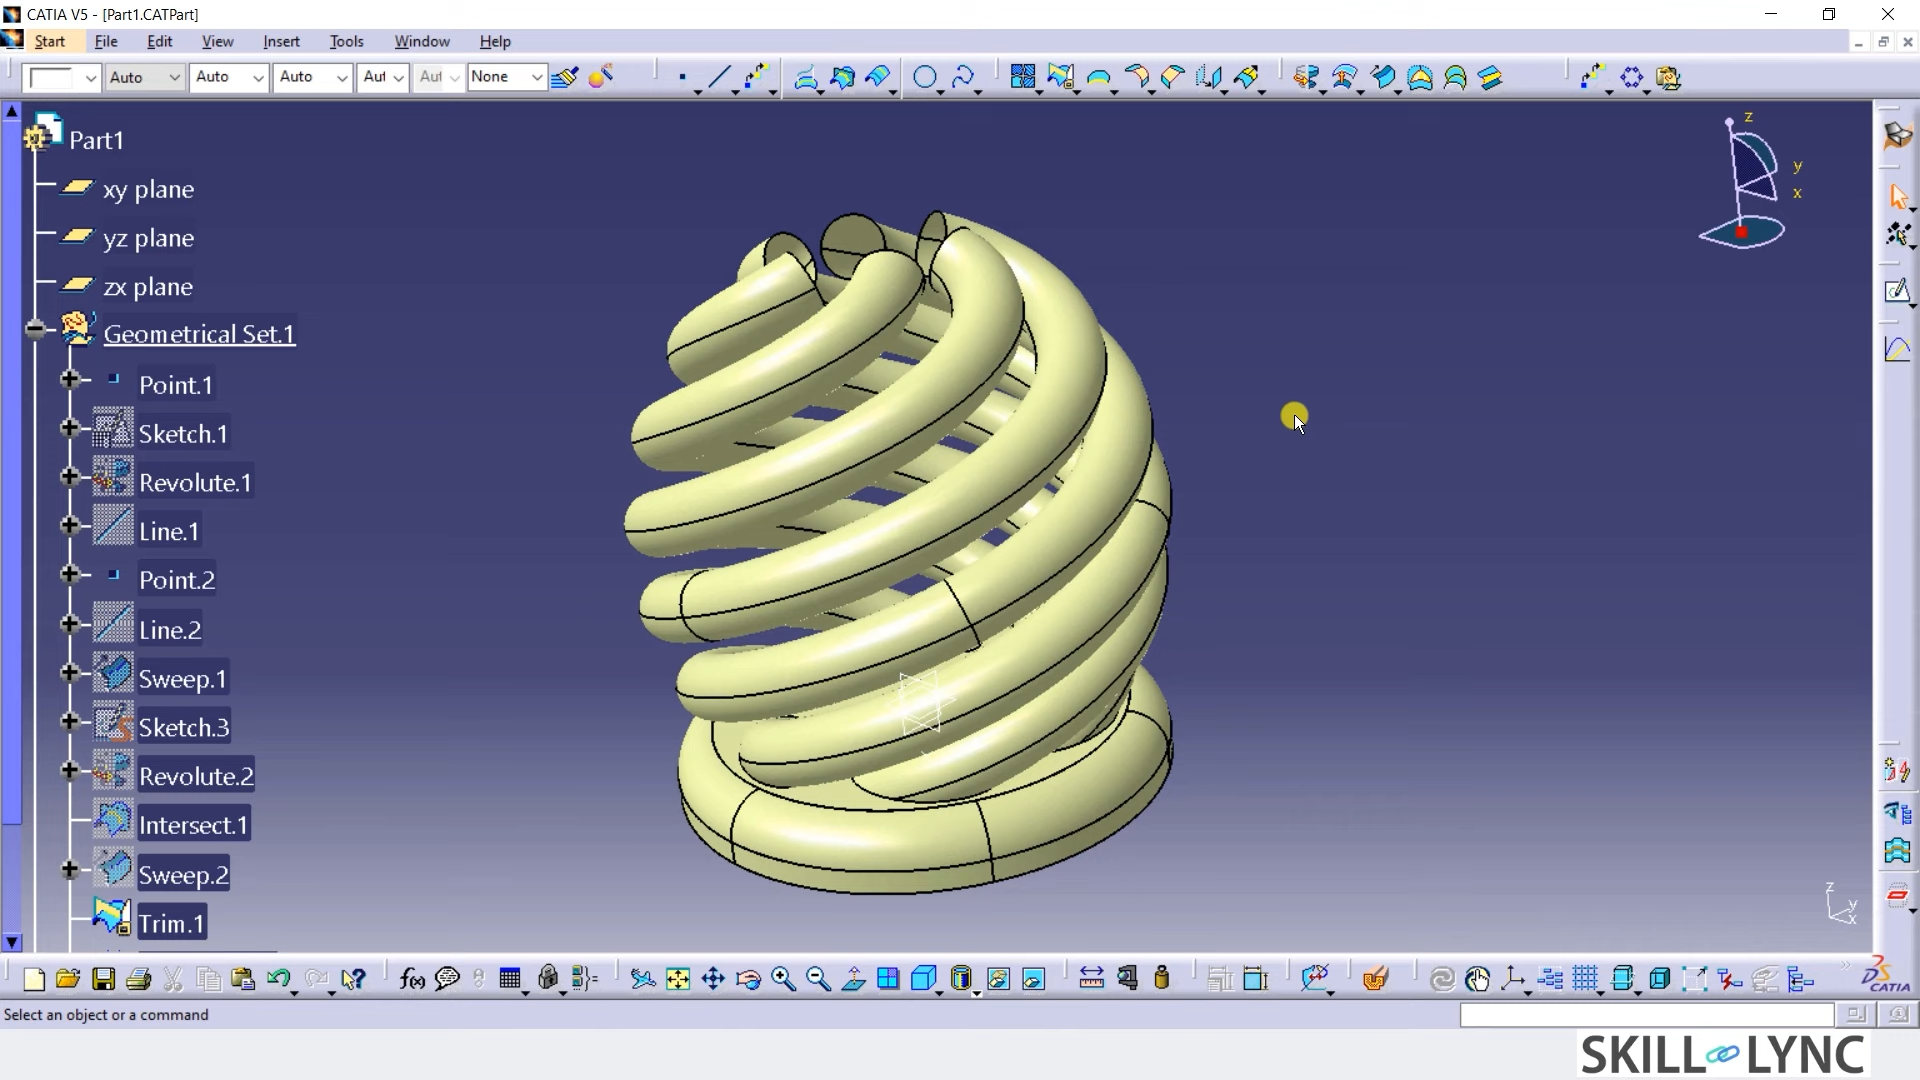 CATIA V5 - [Part1.CATPart]
Start File Edit View Insert Tools Window Help
Auto Auto Auto Aut Aut None
Part1
xy plane
yz plane
zx plane
Geometrical Set.1
Point.1
Sketch.1
Revolute.1
Line.1
Point.2
Line.2
Sweep.1
Sketch.3
Revolute.2
Intersect.1
Sweep.2
Trim.1
z
y
x
z
y
x
f(x)
CATIA
Select an object or a command
SKILL LYNC